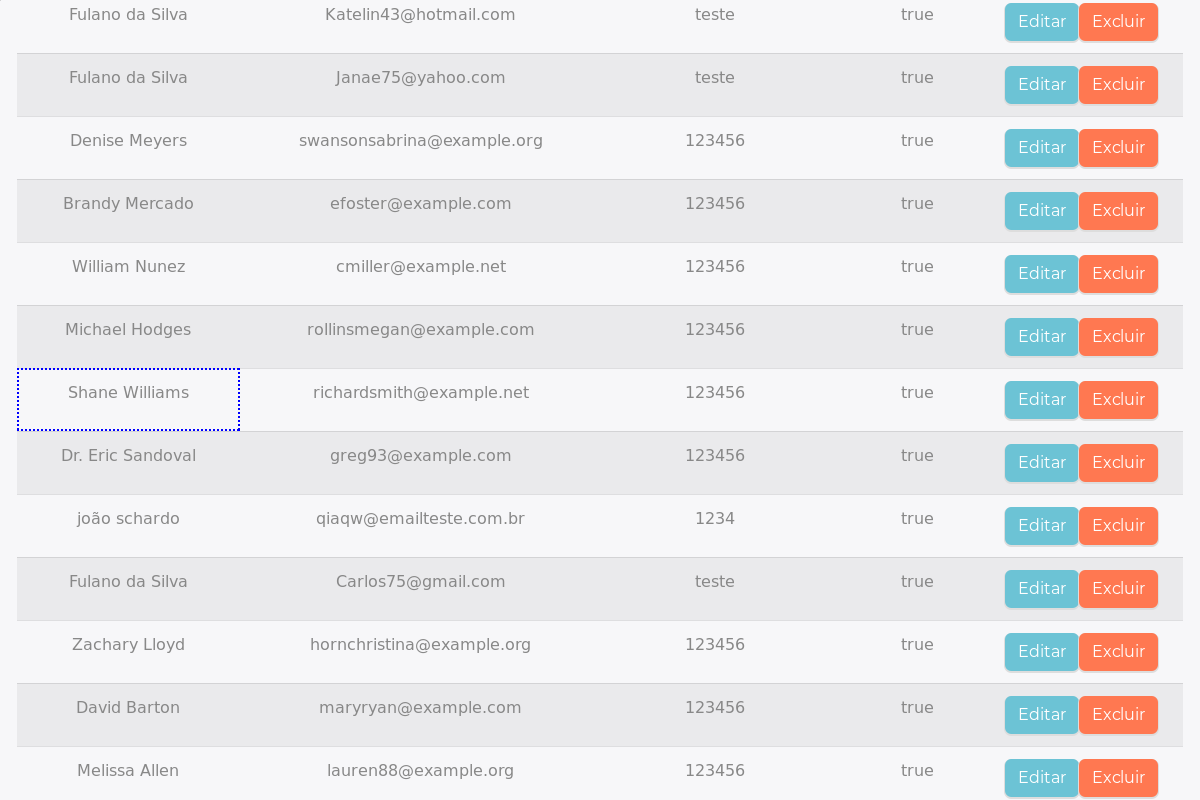 Fulano da Silva Katelin43@hotmail.com teste true Editar Excluir
Fulano da Silva Janae75@yahoo.com teste true Editar Excluir
Denise Meyers swansonsabrina@example.org 123456 true Editar Excluir
Brandy Mercado efoster@example.com 123456 true Editar Excluir
William Nunez cmiller@example.net 123456 true Editar Excluir
Michael Hodges rollinsmegan@example.com 123456 true Editar Excluir
Shane Williams richardsmith@example.net 123456 true Editar Excluir
Dr. Eric Sandoval greg93@example.com 123456 true Editar Excluir
joão schardo qiaqw@emailteste.com.br 1234 true Editar Excluir
Fulano da Silva Carlos75@gmail.com teste true Editar Excluir
Zachary Lloyd hornchristina@example.org 123456 true Editar Excluir
David Barton maryryan@example.com 123456 true Editar Excluir
Melissa Allen lauren88@example.org 123456 true Editar Excluir